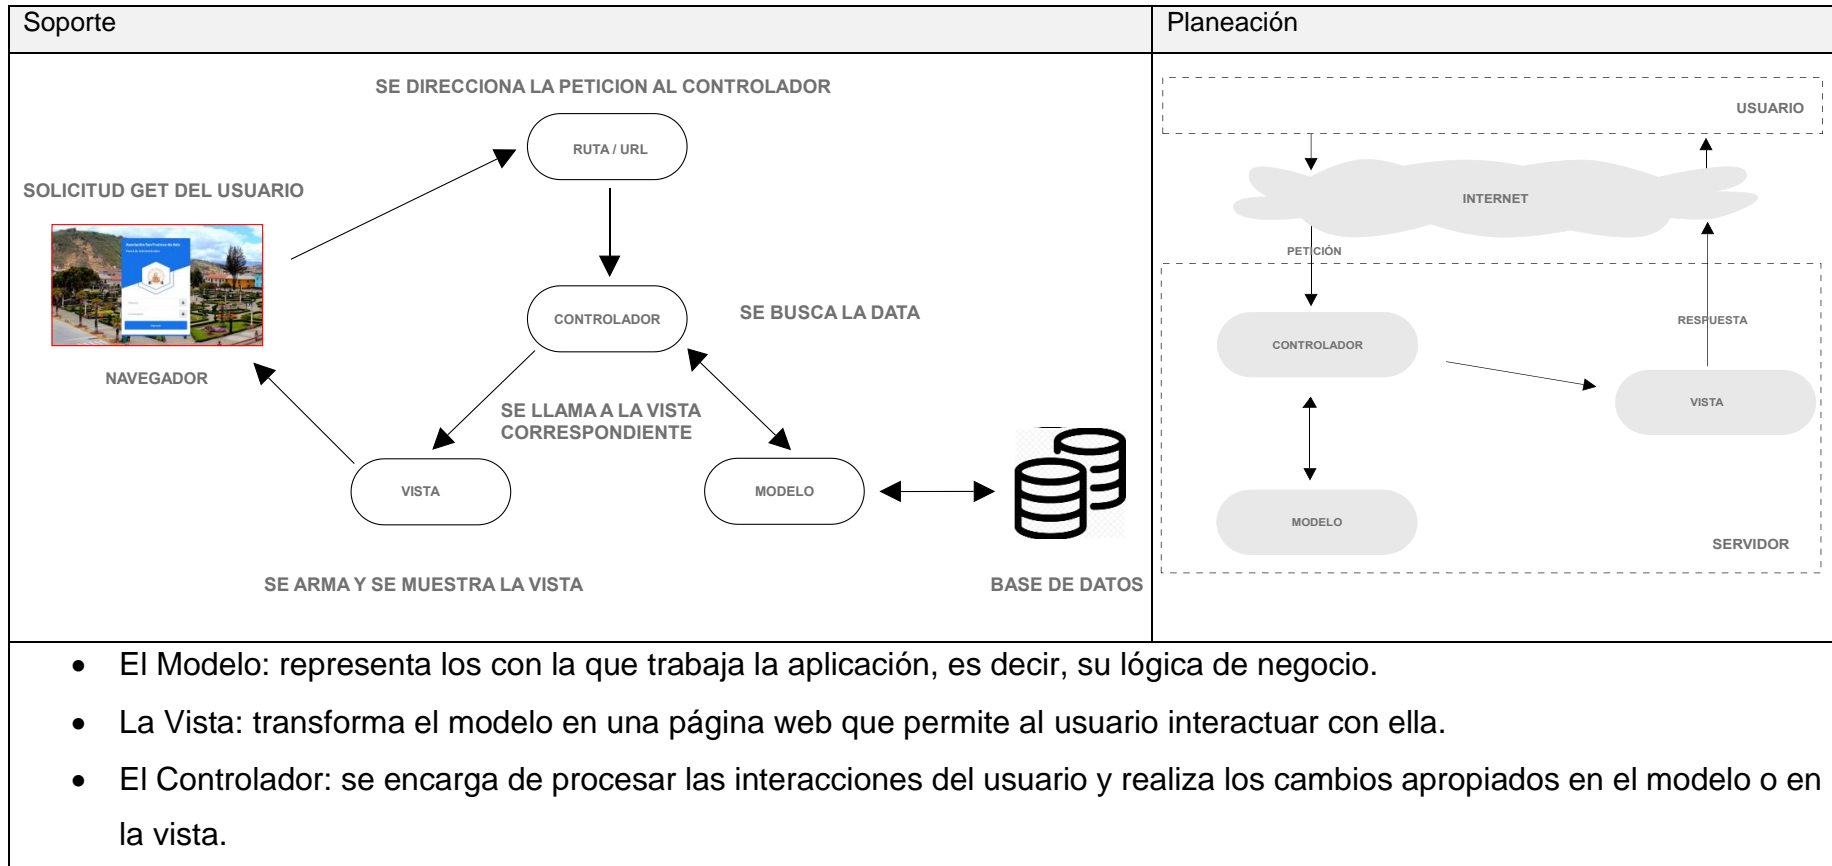 Soporte
Planeación
SE DIRECCIONA LA PETICION AL CONTROLADOR
RUTA / URL
SOLICITUD GET DEL USUARIO
NAVEGADOR
CONTROLADOR
SE BUSCA LA DATA
SE LLAMA A LA VISTA
CORRESPONDIENTE
VISTA
MODELO
SE ARMA Y SE MUESTRA LA VISTA
BASE DE DATOS
USUARIO
INTERNET
PETICIÓN
RESPUESTA
CONTROLADOR
VISTA
MODELO
SERVIDOR
• El Modelo: representa los con la que trabaja la aplicación, es decir, su lógica de negocio.
• La Vista: transforma el modelo en una página web que permite al usuario interactuar con ella.
• El Controlador: se encarga de procesar las interacciones del usuario y realiza los cambios apropiados en el modelo o en
la vista.